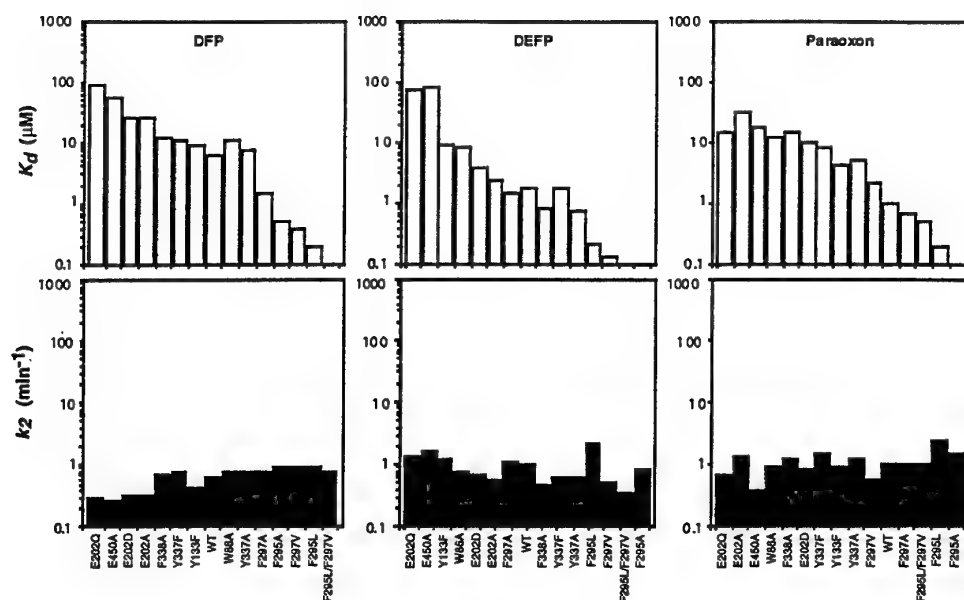 DFP
DEFP
Paraoxon
Kd (µM)
1000
100
10
1
0.1
1000
100
10
1
0.1
1000
100
10
1
0.1
k2 (min-1)
1000
100
10
1
0.1
1000
100
10
1
0.1
1000
100
10
1
0.1
E202Q
E450A
E202D
E202A
F338A
Y337F
Y133F
WT
W86A
Y337A
F297A
F295A
F297V
F295L
F295L/F297V
E202Q
E450A
Y133F
W86A
E202D
E202A
F297A
WT
F338A
Y337F
Y337A
F295L
F297V
F295L/F297V
F295A
E202Q
E202A
E450A
W86A
F338A
E202D
Y337F
Y133F
Y337A
F297V
WT
F297A
F295L/F297V
F295L
F295A